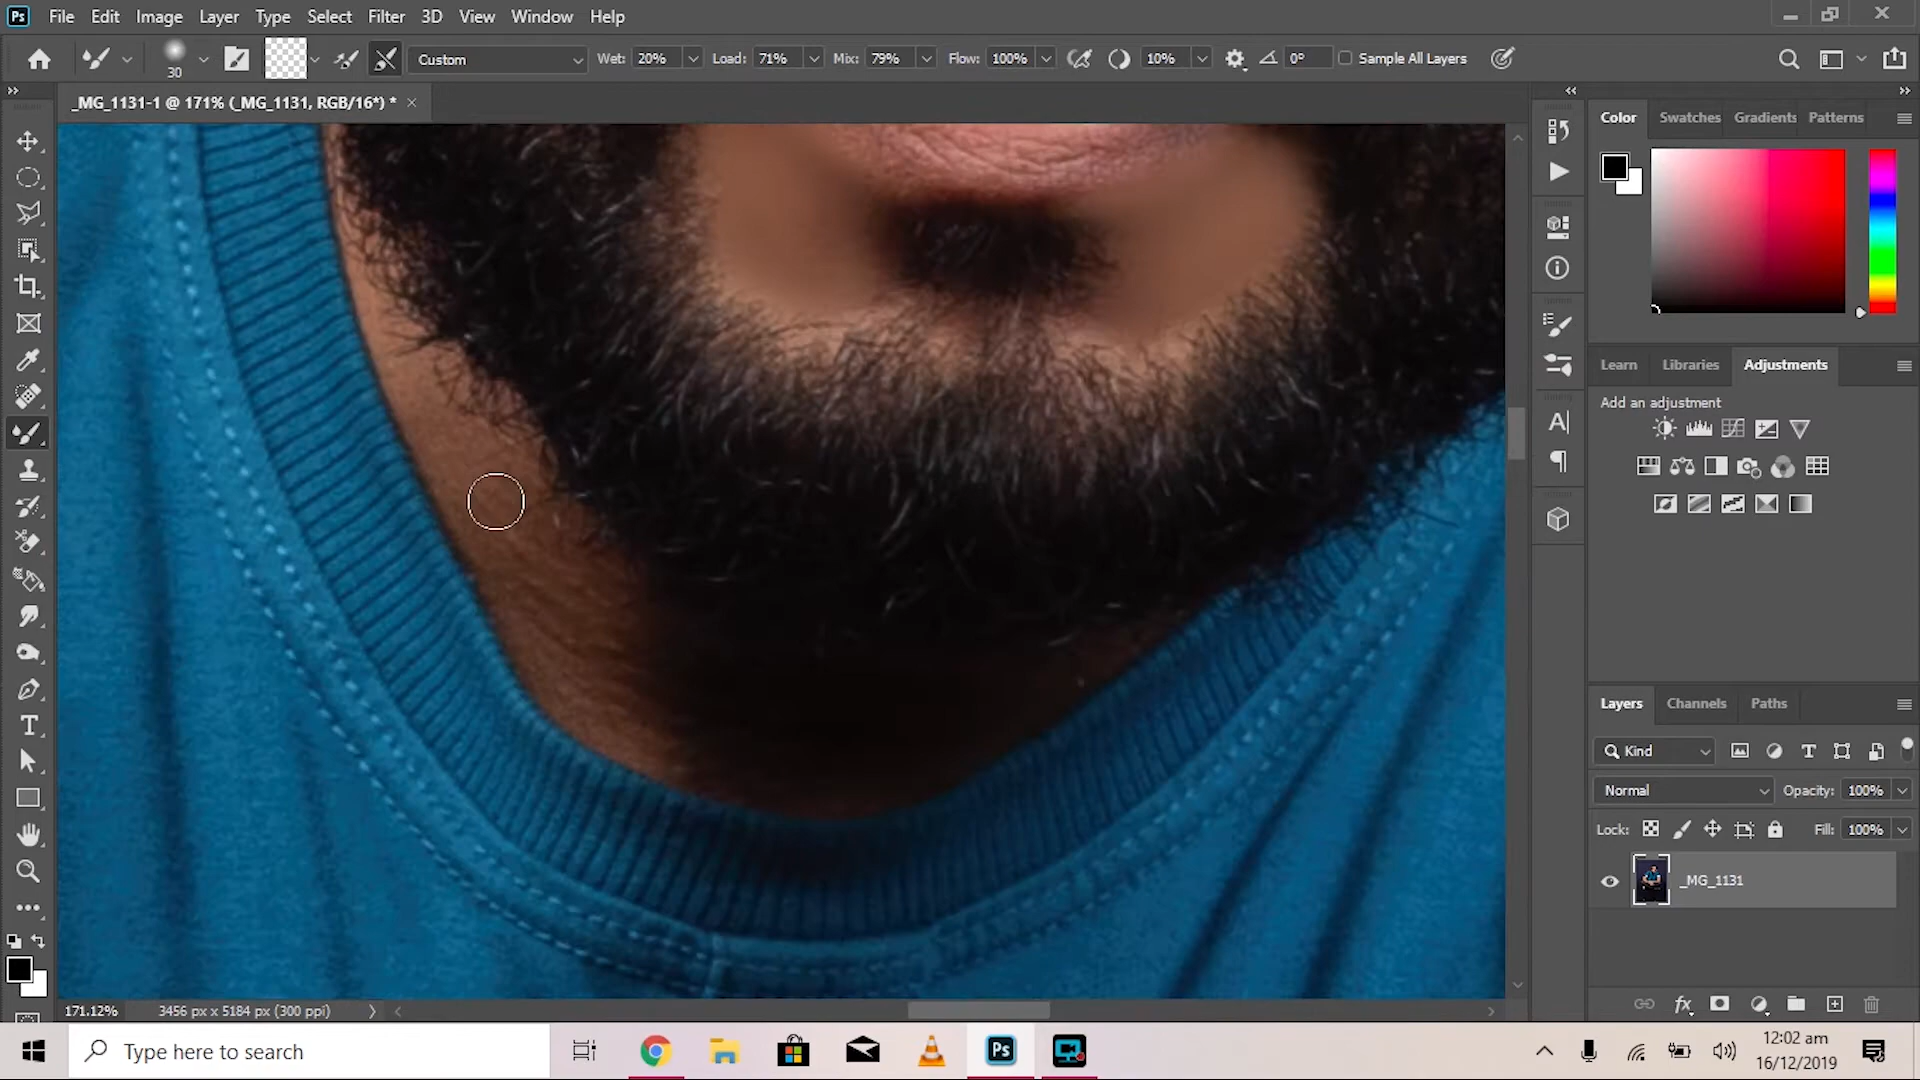 Ps File Edit Image Layer Type Select Filter 3D View Window Help
30 Custom Wet: 20% Load: 71% Mix: 79% Flow: 100% 10% 0° Sample All Layers
_MG_1131-1 @ 171% (_MG_1131, RGB/16*) *
Color Swatches Gradients Patterns
Learn Libraries Adjustments
Add an adjustment
Layers Channels Paths
Kind
Normal Opacity: 100%
Lock: Fill: 100%
_MG_1131
171.12% 3456 px x 5184 px (300 ppi)
Type here to search
Ps
12:02 am
16/12/2019